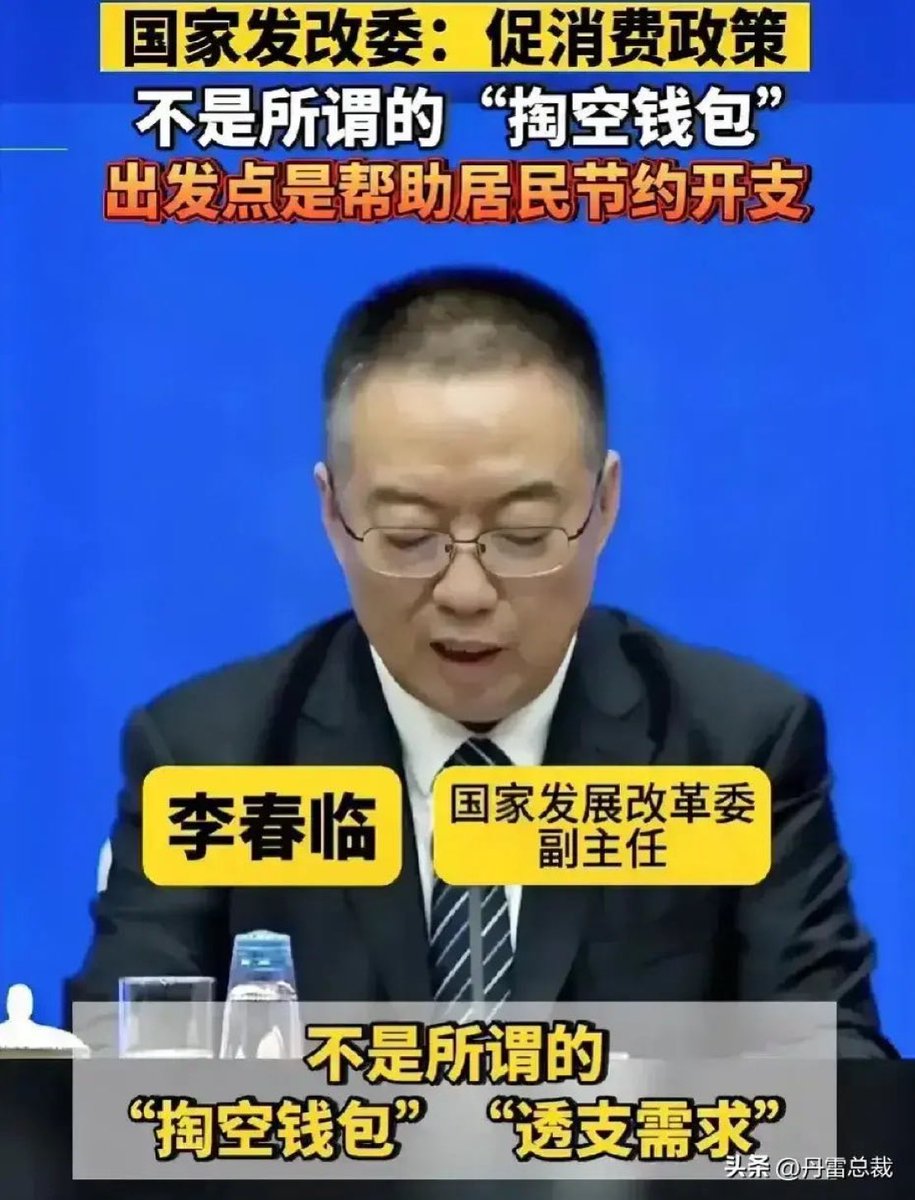 国家发改委：促消费政策
不是所谓的“掏空钱包”
出发点是帮助居民节约开支
李春临
国家发展改革委
副主任
不是所谓的
“掏空钱包” “透支需求”
头条 @丹雷总裁